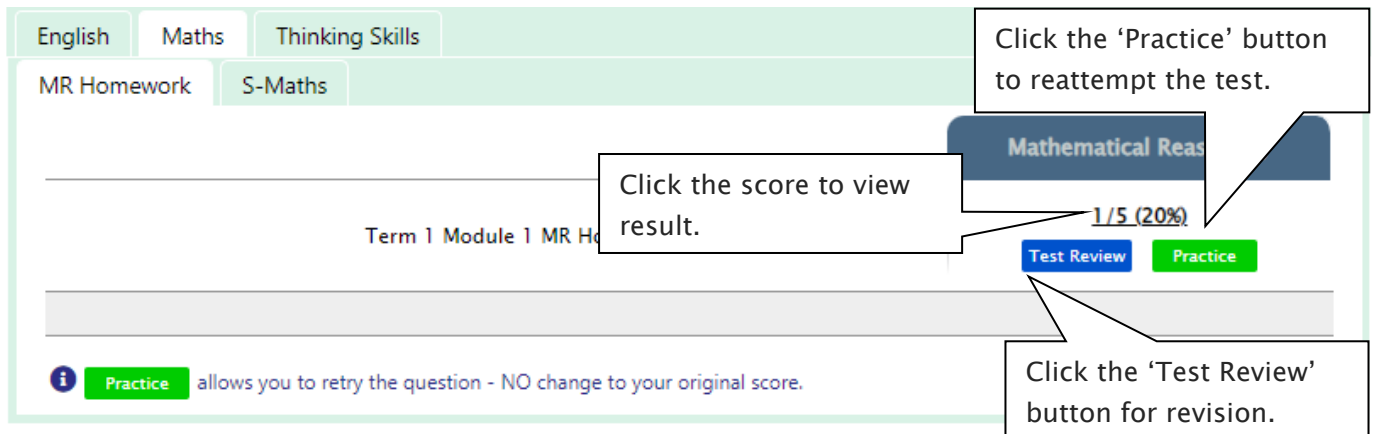 English Maths Thinking Skills
Click the ‘Practice’ button
to reattempt the test.
MR Homework S-Maths
Mathematical Reas
Click the score to view
result.
1/5 (20%)
Term 1 Module 1 MR Ho
Test Review Practice
Practice allows you to retry the question - NO change to your original score.
Click the ‘Test Review’
button for revision.